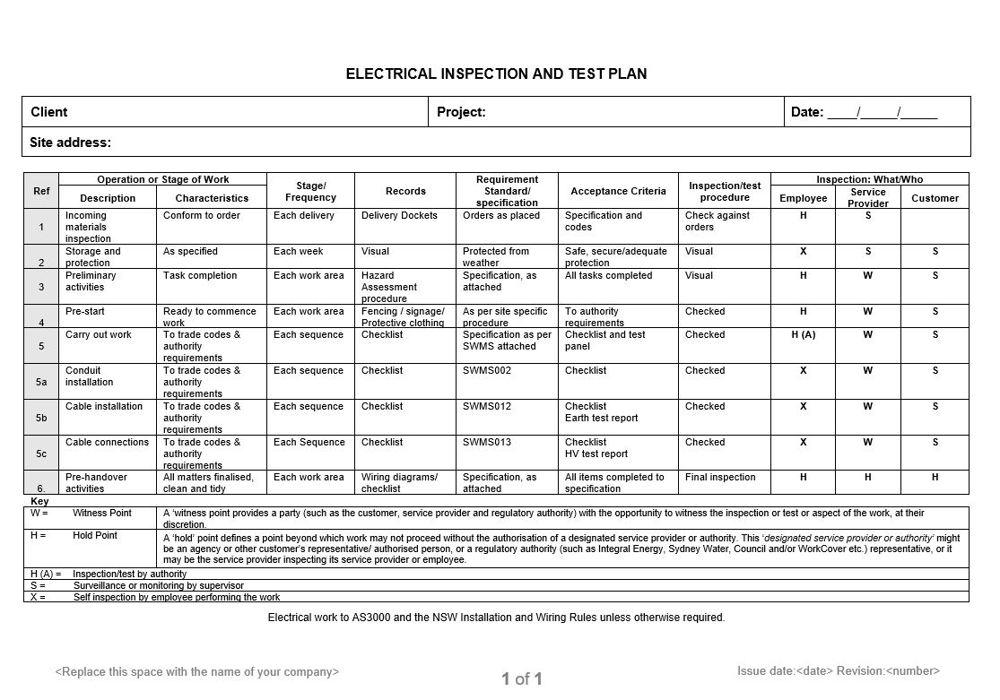 ELECTRICAL INSPECTION AND TEST PLAN
Client
Project:
Date: ____/_____/_____
Site address:
Ref
Operation or Stage of Work
Description
Characteristics
Stage/
Frequency
Records
Requirement
Standard/
specification
Acceptance Criteria
Inspection/test
procedure
Inspection: What/Who
Employee
Service
Provider
Customer
1
Incoming
materials
inspection
Conform to order
Each delivery
Delivery Dockets
Orders as placed
Specification and
codes
Check against
orders
H
S
2
Storage and
protection
As specified
Each week
Visual
Protected from
weather
Safe, secure/adequate
protection
Visual
X
S
S
3
Preliminary
activities
Task completion
Each work area
Hazard
Assessment
procedure
Specification, as
attached
All tasks completed
Visual
H
W
S
4
Pre-start
Ready to commence
work
Each work area
Fencing / signage/
Protective clothing
As per site specific
procedure
To authority
requirements
Checked
H
W
S
5
Carry out work
To trade codes &
authority
requirements
Each sequence
Checklist
Specification as per
SWMS attached
Checklist and test
panel
Checked
H (A)
W
S
5a
Conduit
installation
To trade codes &
authority
requirements
Each sequence
Checklist
SWMS002
Checklist
Checked
X
W
S
5b
Cable installation
To trade codes &
authority
requirements
Each sequence
Checklist
SWMS012
Checklist
Earth test report
Checked
X
W
S
5c
Cable connections
To trade codes &
authority
requirements
Each Sequence
Checklist
SWMS013
Checklist
HV test report
Checked
X
W
S
6.
Pre-handover
activities
All matters finalised,
clean and tidy
Each work area
Wiring diagrams/
checklist
Specification, as
attached
All items completed to
specification
Final inspection
H
H
H
Key
W = Witness Point
A 'witness point provides a party (such as the customer, service provider and regulatory authority) with the opportunity to witness the inspection or test or aspect of the work, at their
discretion.
H = Hold Point
A 'hold' point defines a point beyond which work may not proceed without the authorisation of a designated service provider or authority. This 'designated service provider or authority' might
be an agency or other customer's representative/ authorised person, or a regulatory authority (such as Integral Energy, Sydney Water, Council and/or WorkCover etc.) representative, or it
may be the service provider inspecting its service provider or employee.
H (A) = Inspection/test by authority
S = Surveillance or monitoring by supervisor
X = Self inspection by employee performing the work
Electrical work to AS3000 and the NSW Installation and Wiring Rules unless otherwise required.
<Replace this space with the name of your company>
1 of 1
Issue date:<date> Revision:<number>